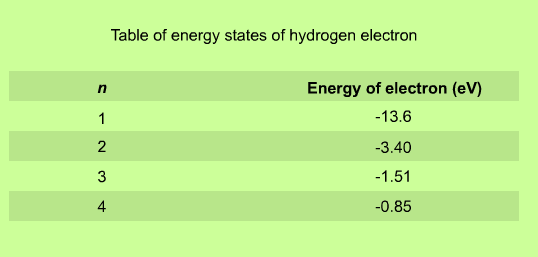 Table of energy states of hydrogen electron
n Energy of electron (eV)
1 -13.6
2 -3.40
3 -1.51
4 -0.85